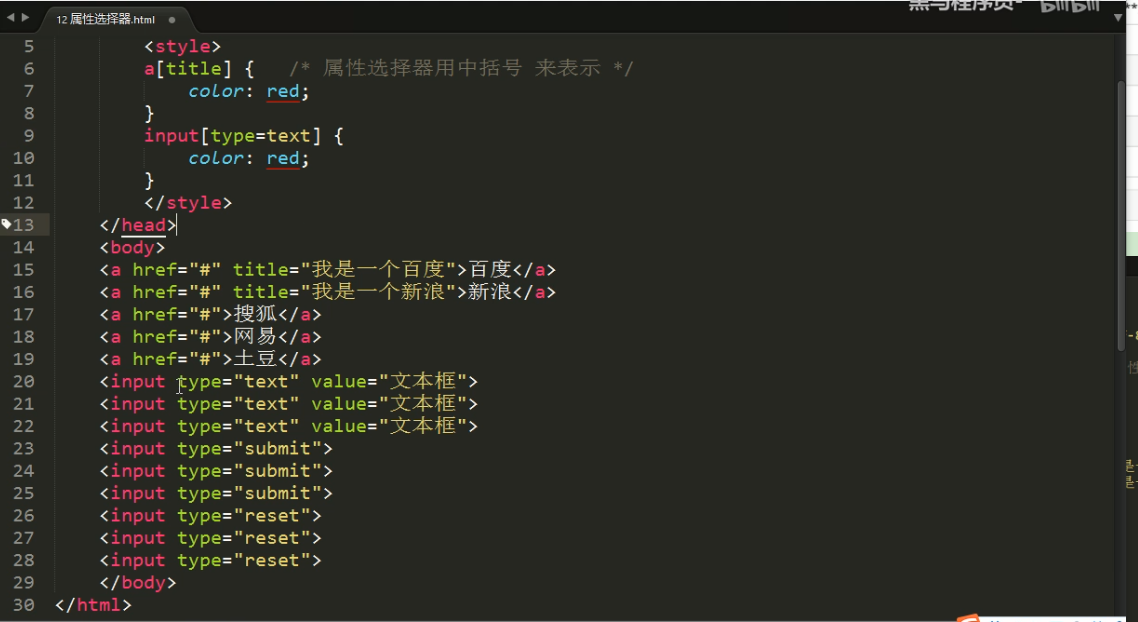 12 属性选择器.html
黑马程序员- bilibili
5 <style>
6 a[title] { /* 属性选择器用中括号 来表示 */
7 color: red;
8 }
9 input[type=text] {
10 color: red;
11 }
12 </style>
13 </head>
14 <body>
15 <a href="#" title="我是一个百度">百度</a>
16 <a href="#" title="我是一个新浪">新浪</a>
17 <a href="#">搜狐</a>
18 <a href="#">网易</a>
19 <a href="#">土豆</a>
20 <input type="text" value="文本框">
21 <input type="text" value="文本框">
22 <input type="text" value="文本框">
23 <input type="submit">
24 <input type="submit">
25 <input type="submit">
26 <input type="reset">
27 <input type="reset">
28 <input type="reset">
29 </body>
30 </html>